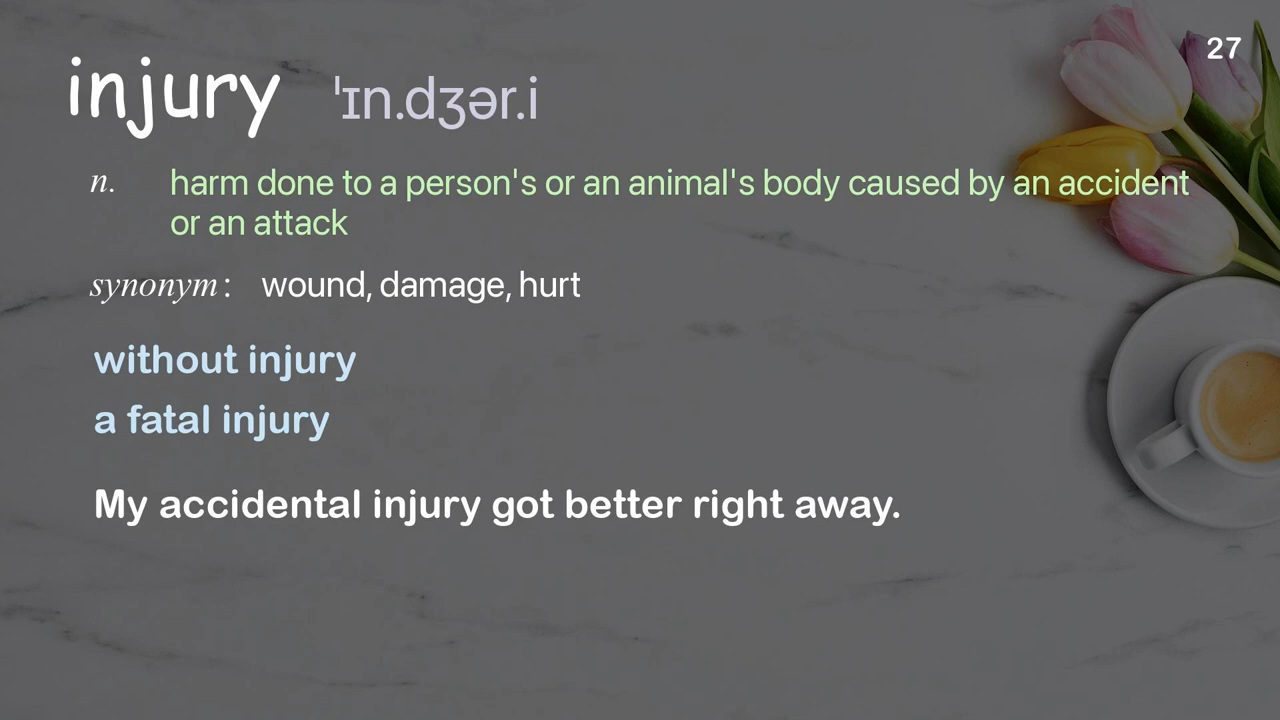 27
injury ˈɪn.dʒər.i
n. harm done to a person's or an animal's body caused by an accident
or an attack
synonym: wound, damage, hurt
without injury
a fatal injury
My accidental injury got better right away.